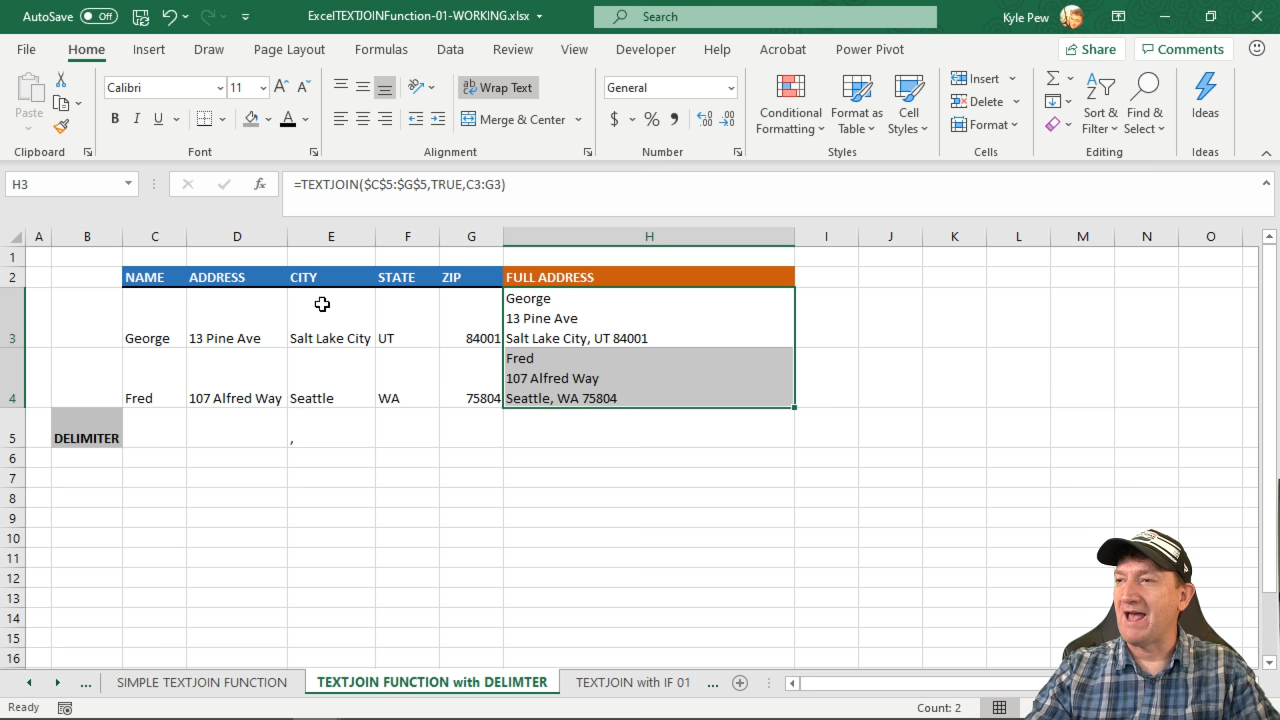 AutoSave Off ExcelTEXTJOINFunction-01-WORKING.xlsx Search Kyle Pew
File Home Insert Draw Page Layout Formulas Data Review View Developer Help Acrobat Power Pivot Share Comments
Paste Calibri 11 A A Wrap Text General Conditional Formatting Format as Table Cell Styles Insert Delete Format Sort & Filter Find & Select Ideas
B I U A Merge & Center $ % ,
Clipboard Font Alignment Number Styles Cells Editing Ideas
H3 fx =TEXTJOIN($C$5:$G$5,TRUE,C3:G3)
A B C D E F G H I J K L M N O
1
2 NAME ADDRESS CITY STATE ZIP FULL ADDRESS
George
13 Pine Ave
3 George 13 Pine Ave Salt Lake City UT 84001 Salt Lake City, UT 84001
Fred
107 Alfred Way
4 Fred 107 Alfred Way Seattle WA 75804 Seattle, WA 75804
5 DELIMITER ,
6
7
8
9
10
11
12
13
14
15
16
... SIMPLE TEXTJOIN FUNCTION TEXTJOIN FUNCTION with DELIMTER TEXTJOIN with IF 01 ...
Ready Count: 2